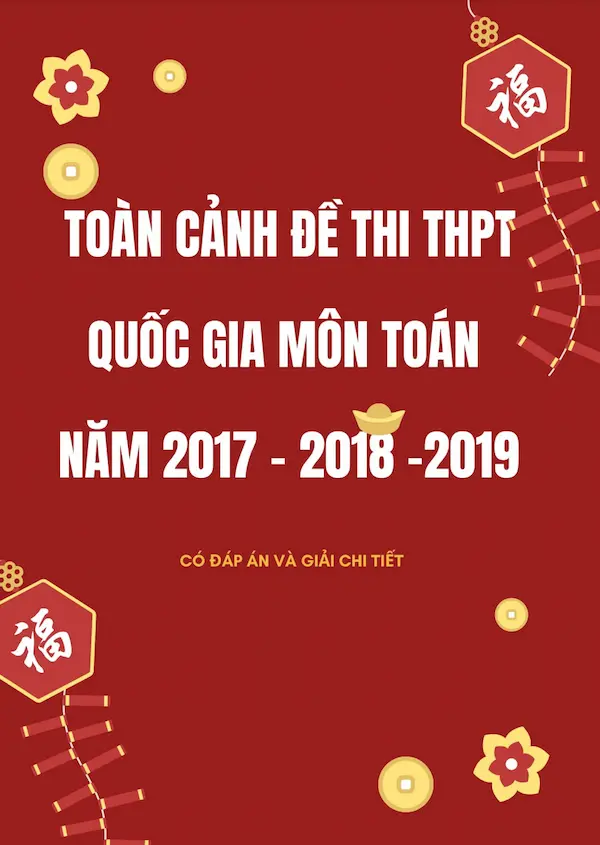 福
TOÀN CẢNH ĐỀ THI THPT
QUỐC GIA MÔN TOÁN
NĂM 2017 - 2018 -2019
CÓ ĐÁP ÁN VÀ GIẢI CHI TIẾT
福